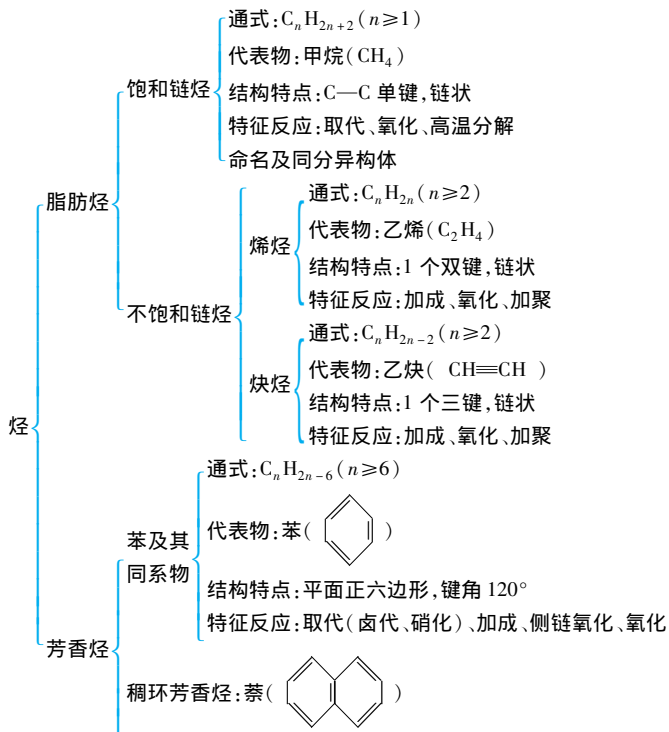 通式:CₙH₂ₙ₊₂(n≥1)
代表物:甲烷(CH₄)
饱和链烃
结构特点:C—C 单键,链状
特征反应:取代、氧化、高温分解
命名及同分异构体
脂肪烃
通式:CₙH₂ₙ(n≥2)
代表物:乙烯(C₂H₄)
烯烃
结构特点:1 个双键,链状
特征反应:加成、氧化、加聚
不饱和链烃
通式:CₙH₂ₙ₋₂(n≥2)
代表物:乙炔( CH≡CH )
炔烃
结构特点:1 个三键,链状
特征反应:加成、氧化、加聚
烃
通式:CₙH₂ₙ₋₆(n≥6)
代表物:苯( )
苯及其
同系物
结构特点:平面正六边形,键角 120°
特征反应:取代(卤代、硝化)、加成、侧链氧化、氧化
芳香烃
稠环芳香烃:萘( )